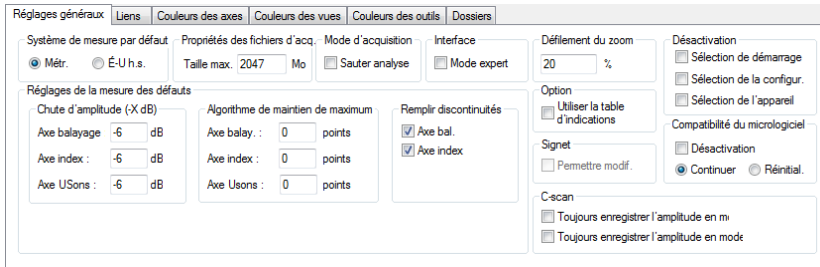 Réglages généraux
Liens
Couleurs des axes
Couleurs des vues
Couleurs des outils
Dossiers
Système de mesure par défaut
Métr.
É-U h.s.
Propriétés des fichiers d'acq.
Taille max.
2047
Mo
Mode d'acquisition
Sauter analyse
Interface
Mode expert
Défilement du zoom
20
%
Désactivation
Sélection de démarrage
Sélection de la configur.
Sélection de l'appareil
Réglages de la mesure des défauts
Chute d'amplitude (-X dB)
Axe balayage
-6
dB
Axe index :
-6
dB
Axe USons :
-6
dB
Algorithme de maintien de maximum
Axe balay. :
0
points
Axe index :
0
points
Axe Usons :
0
points
Remplir discontinuités
Axe bal.
Axe index
Option
Utiliser la table
d'indications
Signet
Permettre modif.
Compatibilité du micrologiciel
Désactivation
Continuer
Réinitial.
C-scan
Toujours enregistrer l'amplitude en
Toujours enregistrer l'amplitude en mode